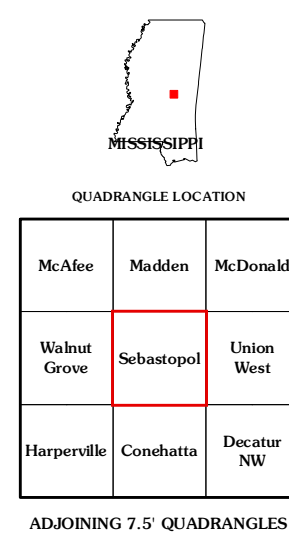 MISSISSIPPI
QUADRANGLE LOCATION
McAfee Madden McDonald
Walnut Grove Sebastopol Union West
Harperville Conehatta Decatur NW
ADJOINING 7.5' QUADRANGLES